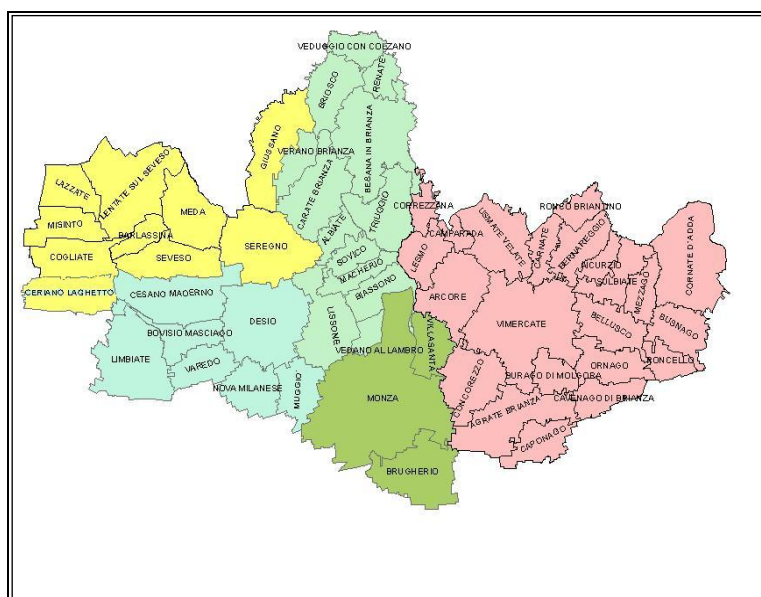 VEDUGGIO CON COLZANO
RENATE
BRIOSCO
GIUSSANO
VERANO BRIANZA
BESANA IN BRIANZA
CARATE BRIANZA
TRIUGGIO
ALBIATE
LAZZATE
LENTATE SUL SEVESO
MEDA
MISINTO
BARLASSINA
SEREGNO
COGLIATE
SEVESO
CERIANO LAGHETTO
CESANO MADERNO
SOVICO
MACHERIO
BIASSONO
LISSONE
DESIO
BOVISIO MASCIAGO
LIMBIATE
VAREDO
NOVA MILANESE
MUGGIO'
VEDANO AL LAMBRO
VILLASANTA
MONZA
BRUGHERIO
CORREZZANA
CAMPARADA
LESMO
USMATE VELATE
CARNATE
RONCO BRIANTINO
BERNAREGGIO
AICURZIO
SULBIATE
MEZZAGO
CORNATE D'ADDA
ARCORE
VIMERCATE
BELLUSCO
BUSNAGO
RONCELLO
ORNAGO
BURAGO DI MOLGORA
CONCOREZZO
AGRATE BRIANZA
CAVENAGO DI BRIANZA
CAPONAGO